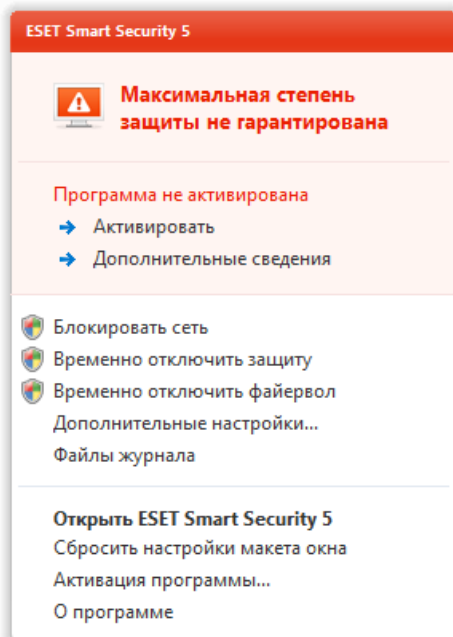 ESET Smart Security 5
Максимальная степень
защиты не гарантирована
Программа не активирована
Активировать
Дополнительные сведения
Блокировать сеть
Временно отключить защиту
Временно отключить файервол
Дополнительные настройки...
Файлы журнала
Открыть ESET Smart Security 5
Сбросить настройки макета окна
Активация программы...
О программе